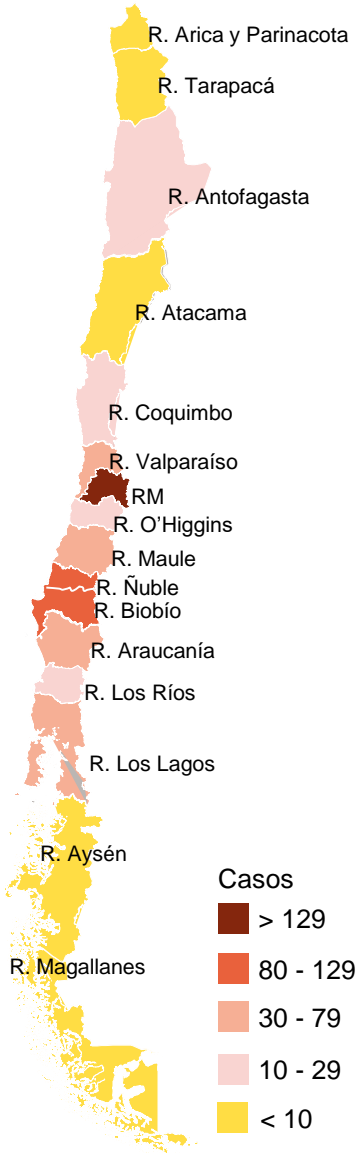 R. Arica y Parinacota
R. Tarapacá
R. Antofagasta
R. Atacama
R. Coquimbo
R. Valparaíso
RM
R. O'Higgins
R. Maule
R. Ñuble
R. Biobío
R. Araucanía
R. Los Ríos
R. Los Lagos
R. Aysén
R. Magallanes
Casos
> 129
80 - 129
30 - 79
10 - 29
< 10